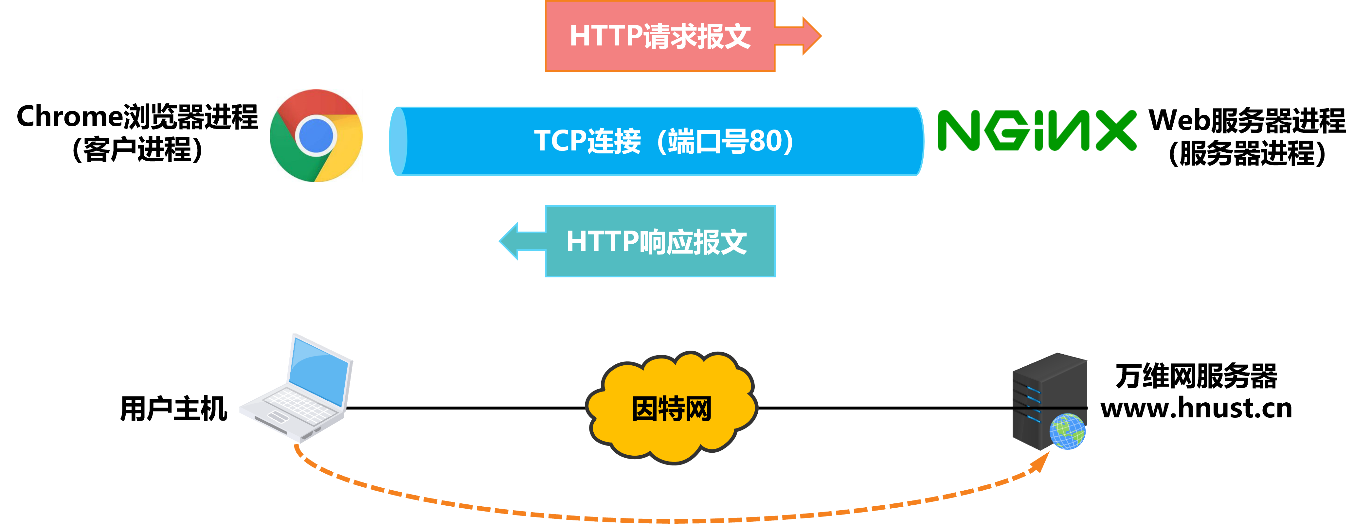 HTTP请求报文
Chrome浏览器进程
（客户进程）
TCP连接（端口号80）
NGiNX
Web服务器进程
（服务器进程）
HTTP响应报文
用户主机
因特网
万维网服务器
www.hnust.cn